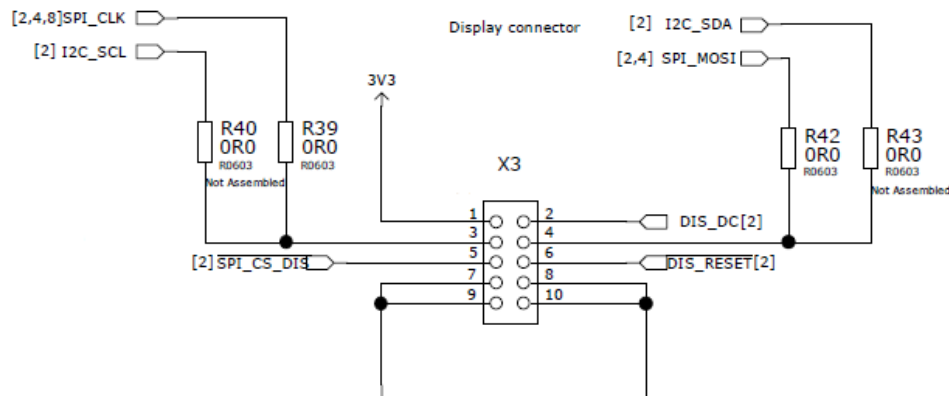 [2,4,8]SPI_CLK
[2] I2C_SCL
Display connector
[2] I2C_SDA
[2,4] SPI_MOSI
3V3
R40
0R0
R0603
Not Assembled
R39
0R0
R0603
R42
0R0
R0603
R43
0R0
R0603
Not Assembled
X3
1 2
DIS_DC[2]
3 4
[2] SPI_CS_DIS
5 6
DIS_RESET[2]
7 8
9 10